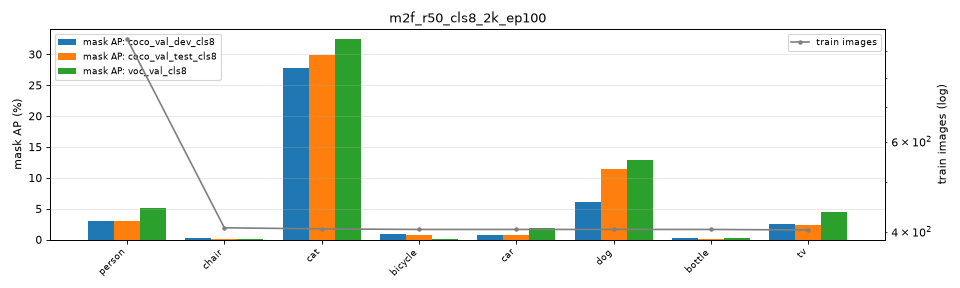 m2f_r50_cls8_2k_ep100
mask AP: coco_val_dev_cls8
mask AP: coco_val_test_cls8
mask AP: voc_val_cls8
train images
mask AP (%)
30
25
20
15
10
5
0
6 × 10²
4 × 10²
train images (log)
person
chair
cat
bicycle
car
dog
bottle
tv